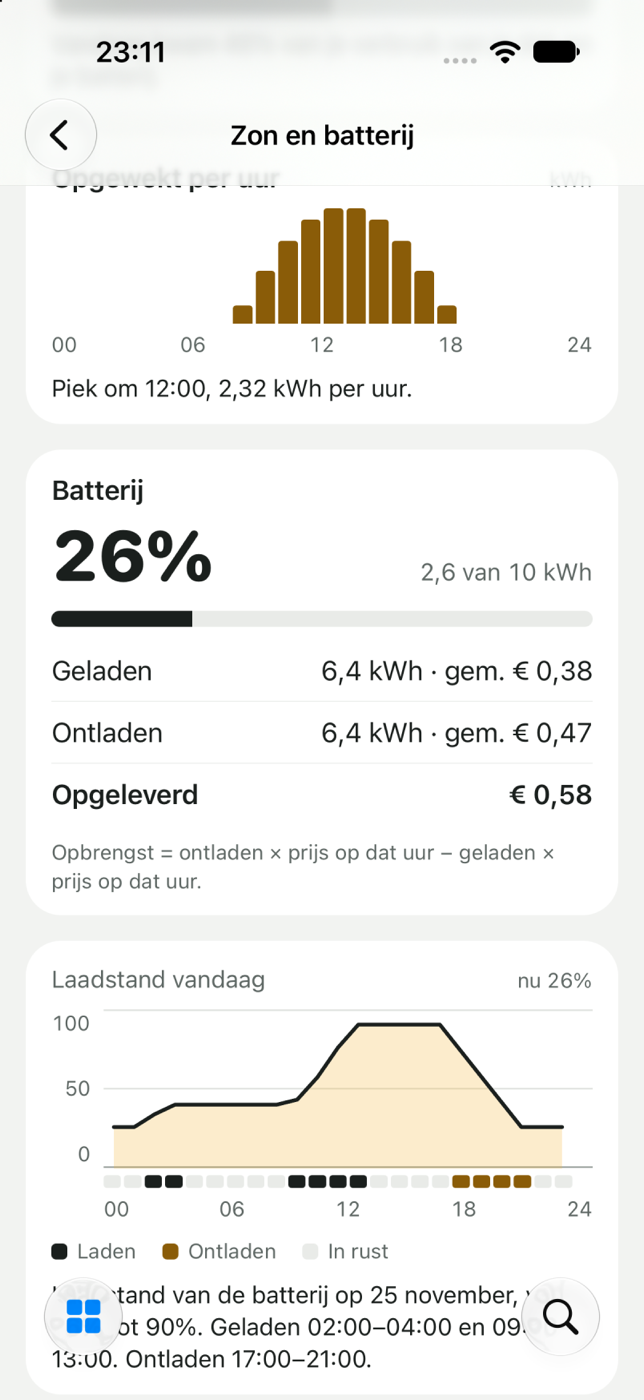 23:11
Zon en batterij
Opgewekt per uur kWh
00 06 12 18 24
Piek om 12:00, 2,32 kWh per uur.
Batterij
26% 2,6 van 10 kWh
Geladen 6,4 kWh · gem. € 0,38
Ontladen 6,4 kWh · gem. € 0,47
Opgeleverd € 0,58
Opbrengst = ontladen × prijs op dat uur − geladen ×
prijs op dat uur.
Laadstand vandaag nu 26%
100
50
0
00 06 12 18 24
Laden Ontladen In rust
van de batterij op 25 november,
90%. Geladen 02:00–04:00 en
13:00. Ontladen 17:00–21:00.